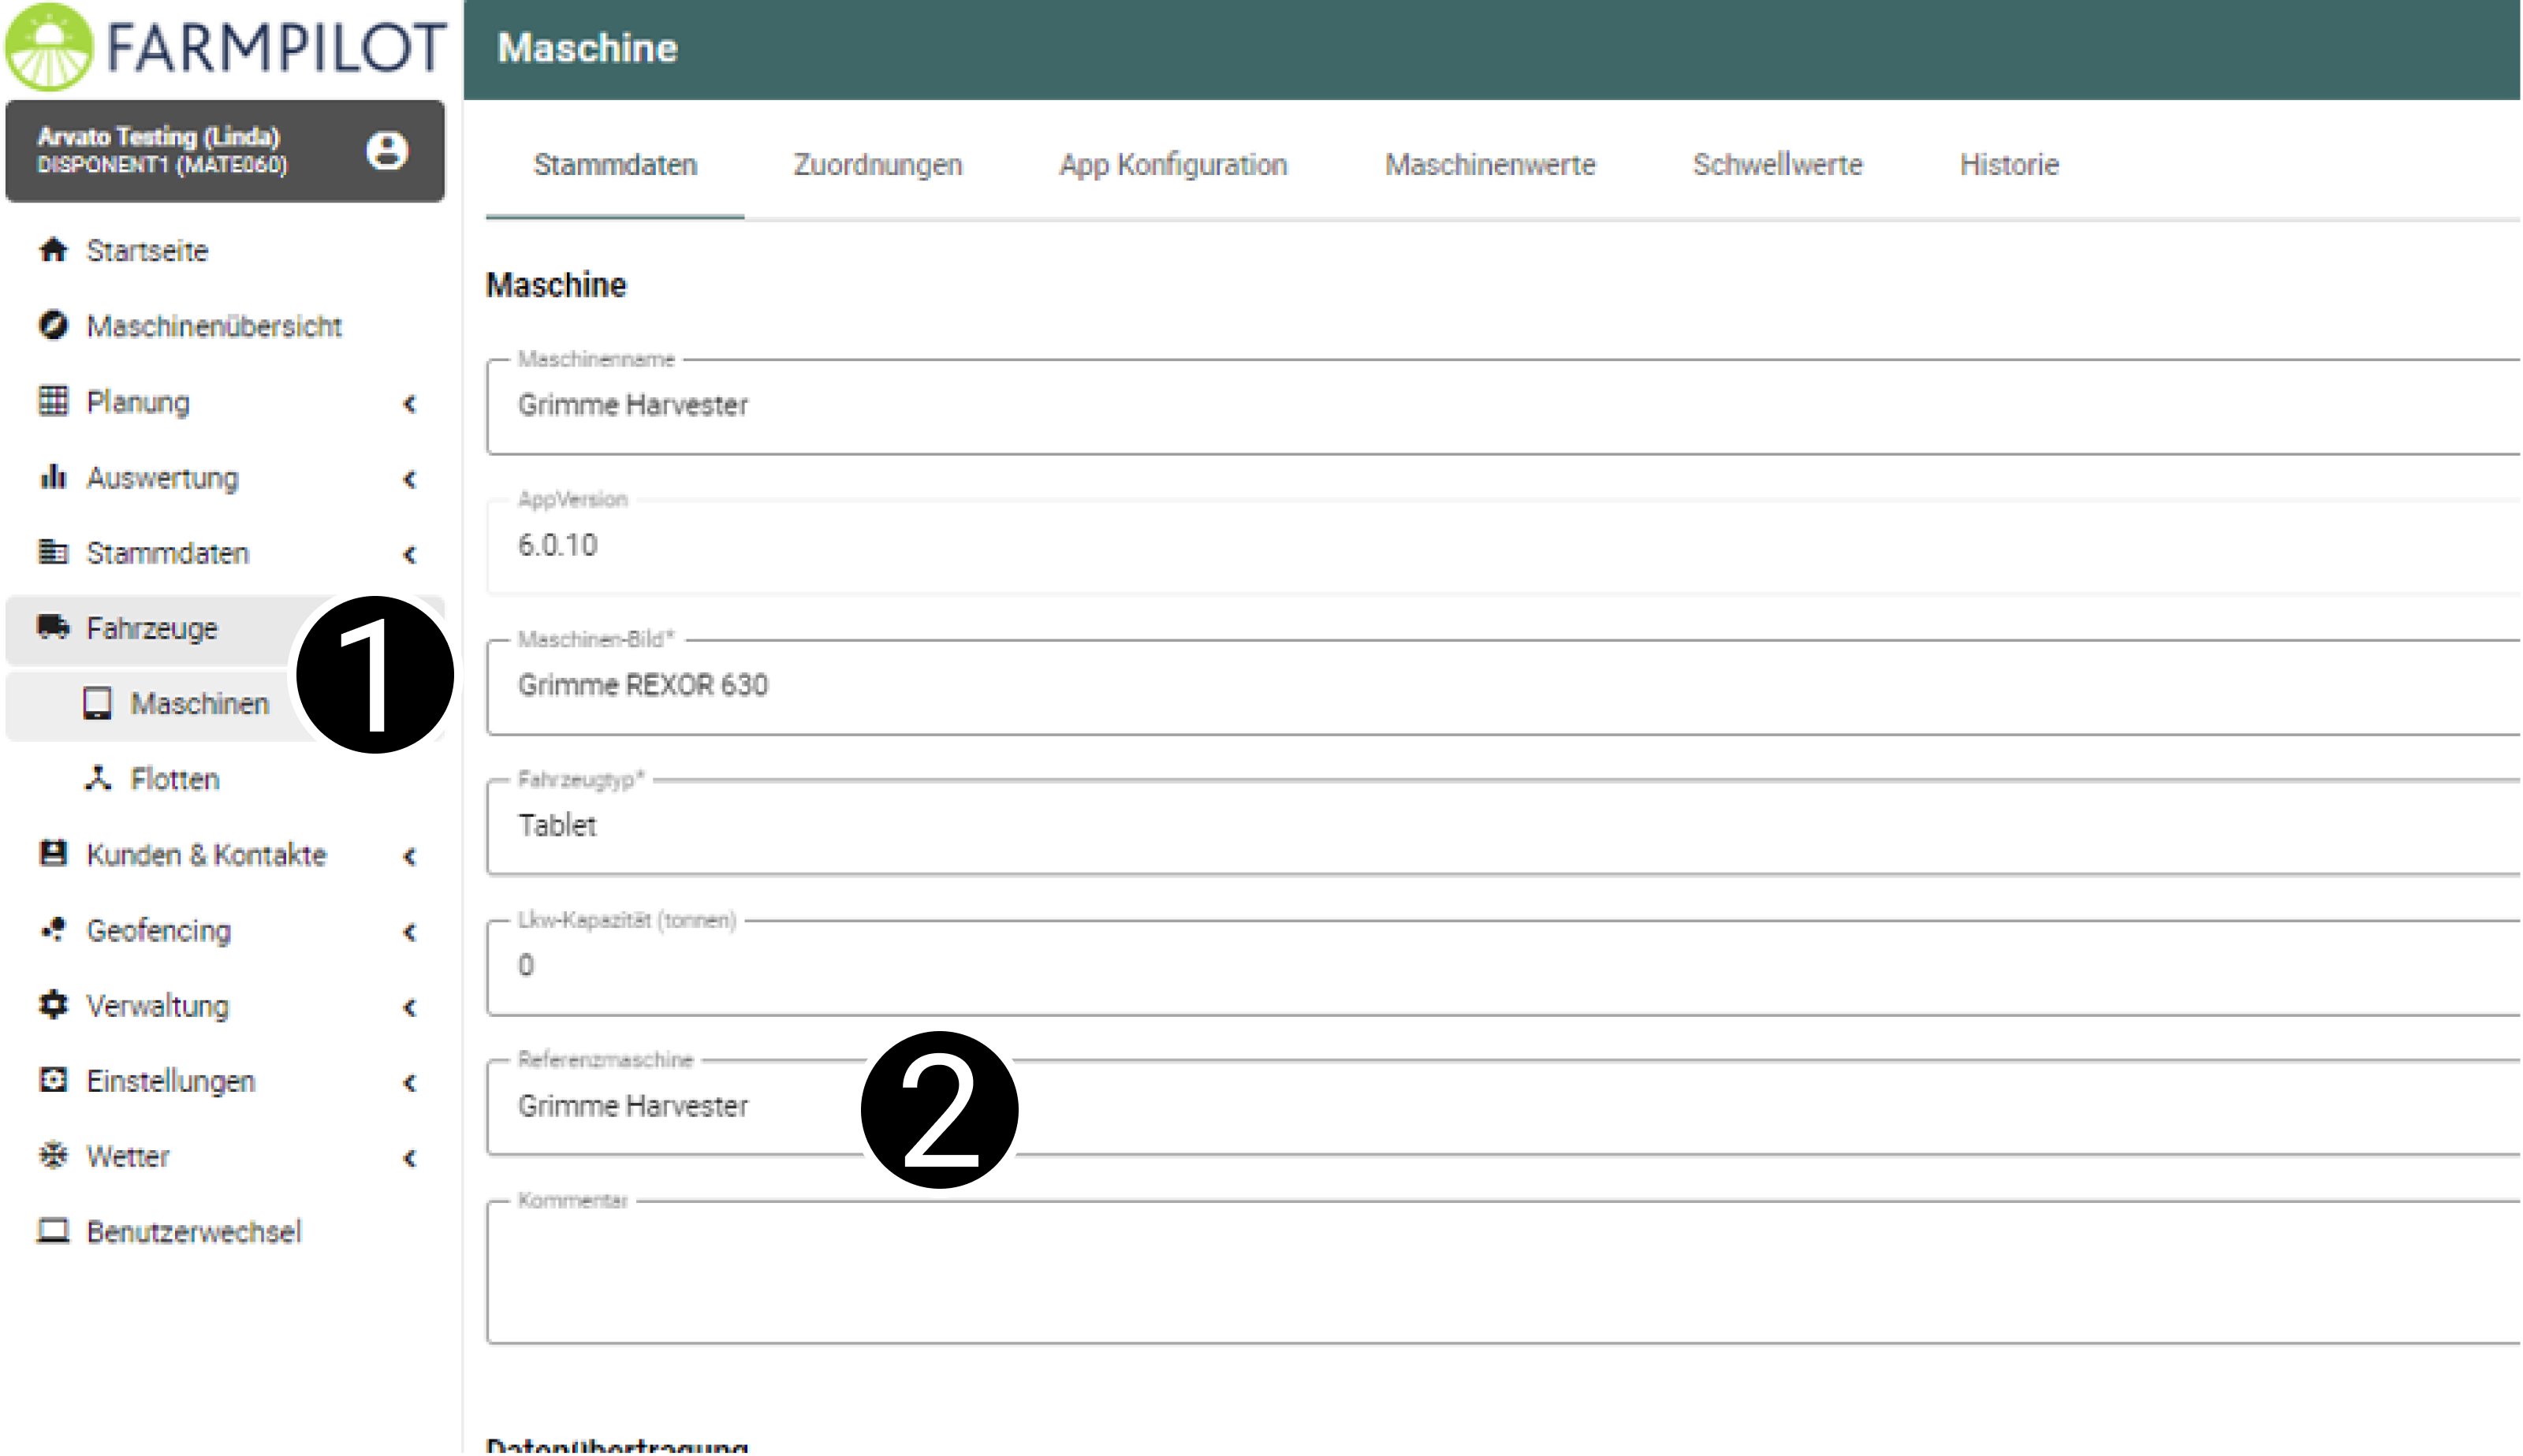 FARMPILOT
Arvato Testing (Linda)
DISPONENT1 (MATE060)
Startseite
Maschinenübersicht
Planung
Auswertung
Stammdaten
Fahrzeuge
1
Maschinen
Flotten
Kunden & Kontakte
Geofencing
Verwaltung
Einstellungen
Wetter
Benutzerwechsel
Maschine
Stammdaten Zuordnungen App Konfiguration Maschinenwerte Schwellwerte Historie
Maschine
Maschinenname
Grimme Harvester
AppVersion
6.0.10
Maschinen-Bild*
Grimme REXOR 630
Fahrzeugtyp*
Tablet
Lkw-Kapazität (tonnen)
0
Referenzmaschine
Grimme Harvester
2
Kommentar
Datenübertragung